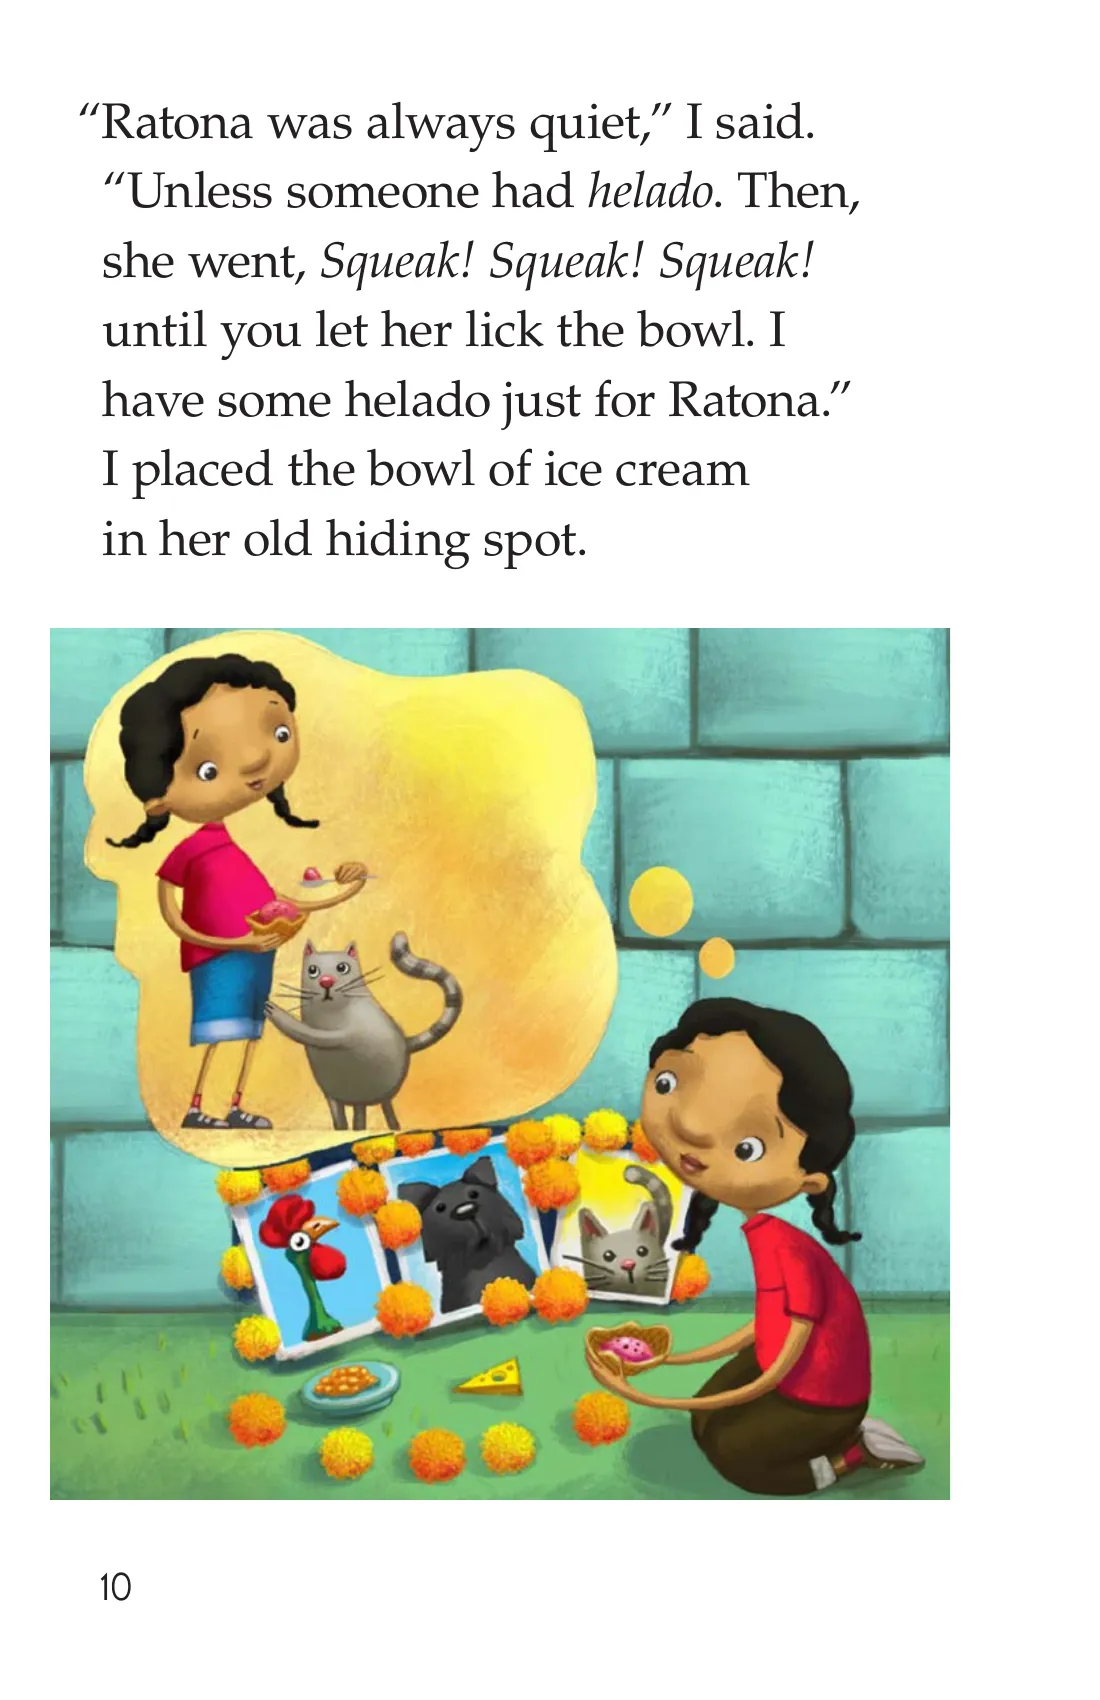 “Ratona was always quiet,” I said.
“Unless someone had helado. Then,
she went, Squeak! Squeak! Squeak!
until you let her lick the bowl. I
have some helado just for Ratona.”
I placed the bowl of ice cream
in her old hiding spot.
10